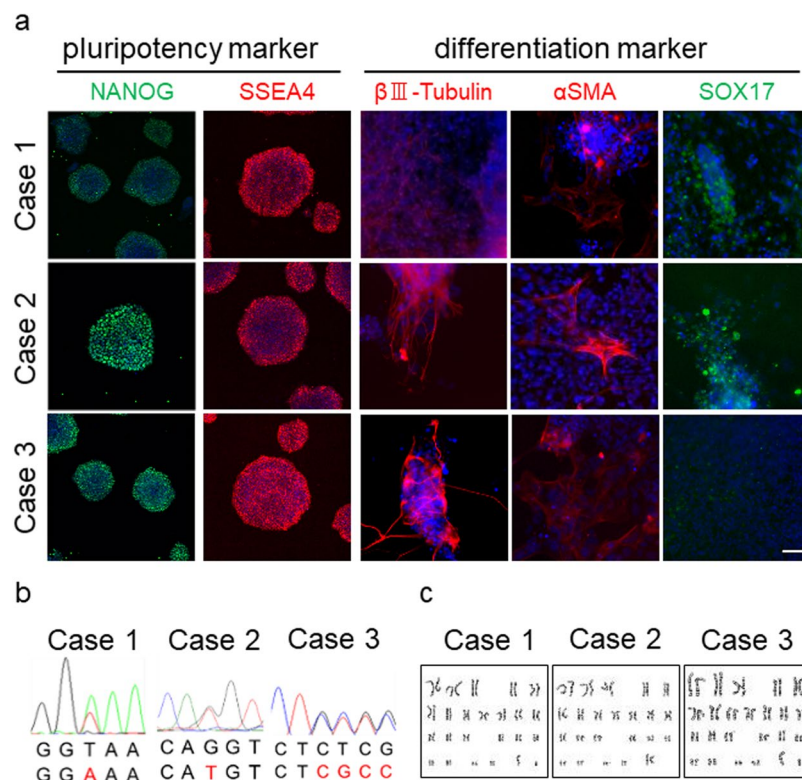 a
pluripotency marker differentiation marker
NANOG SSEA4 βⅢ-Tubulin αSMA SOX17
Case 1
Case 2
Case 3
b
Case 1 Case 2 Case 3
G G T A A C A G G T C T C T C G
G G A A A C A T G T C T C G C C
c
Case 1 Case 2 Case 3